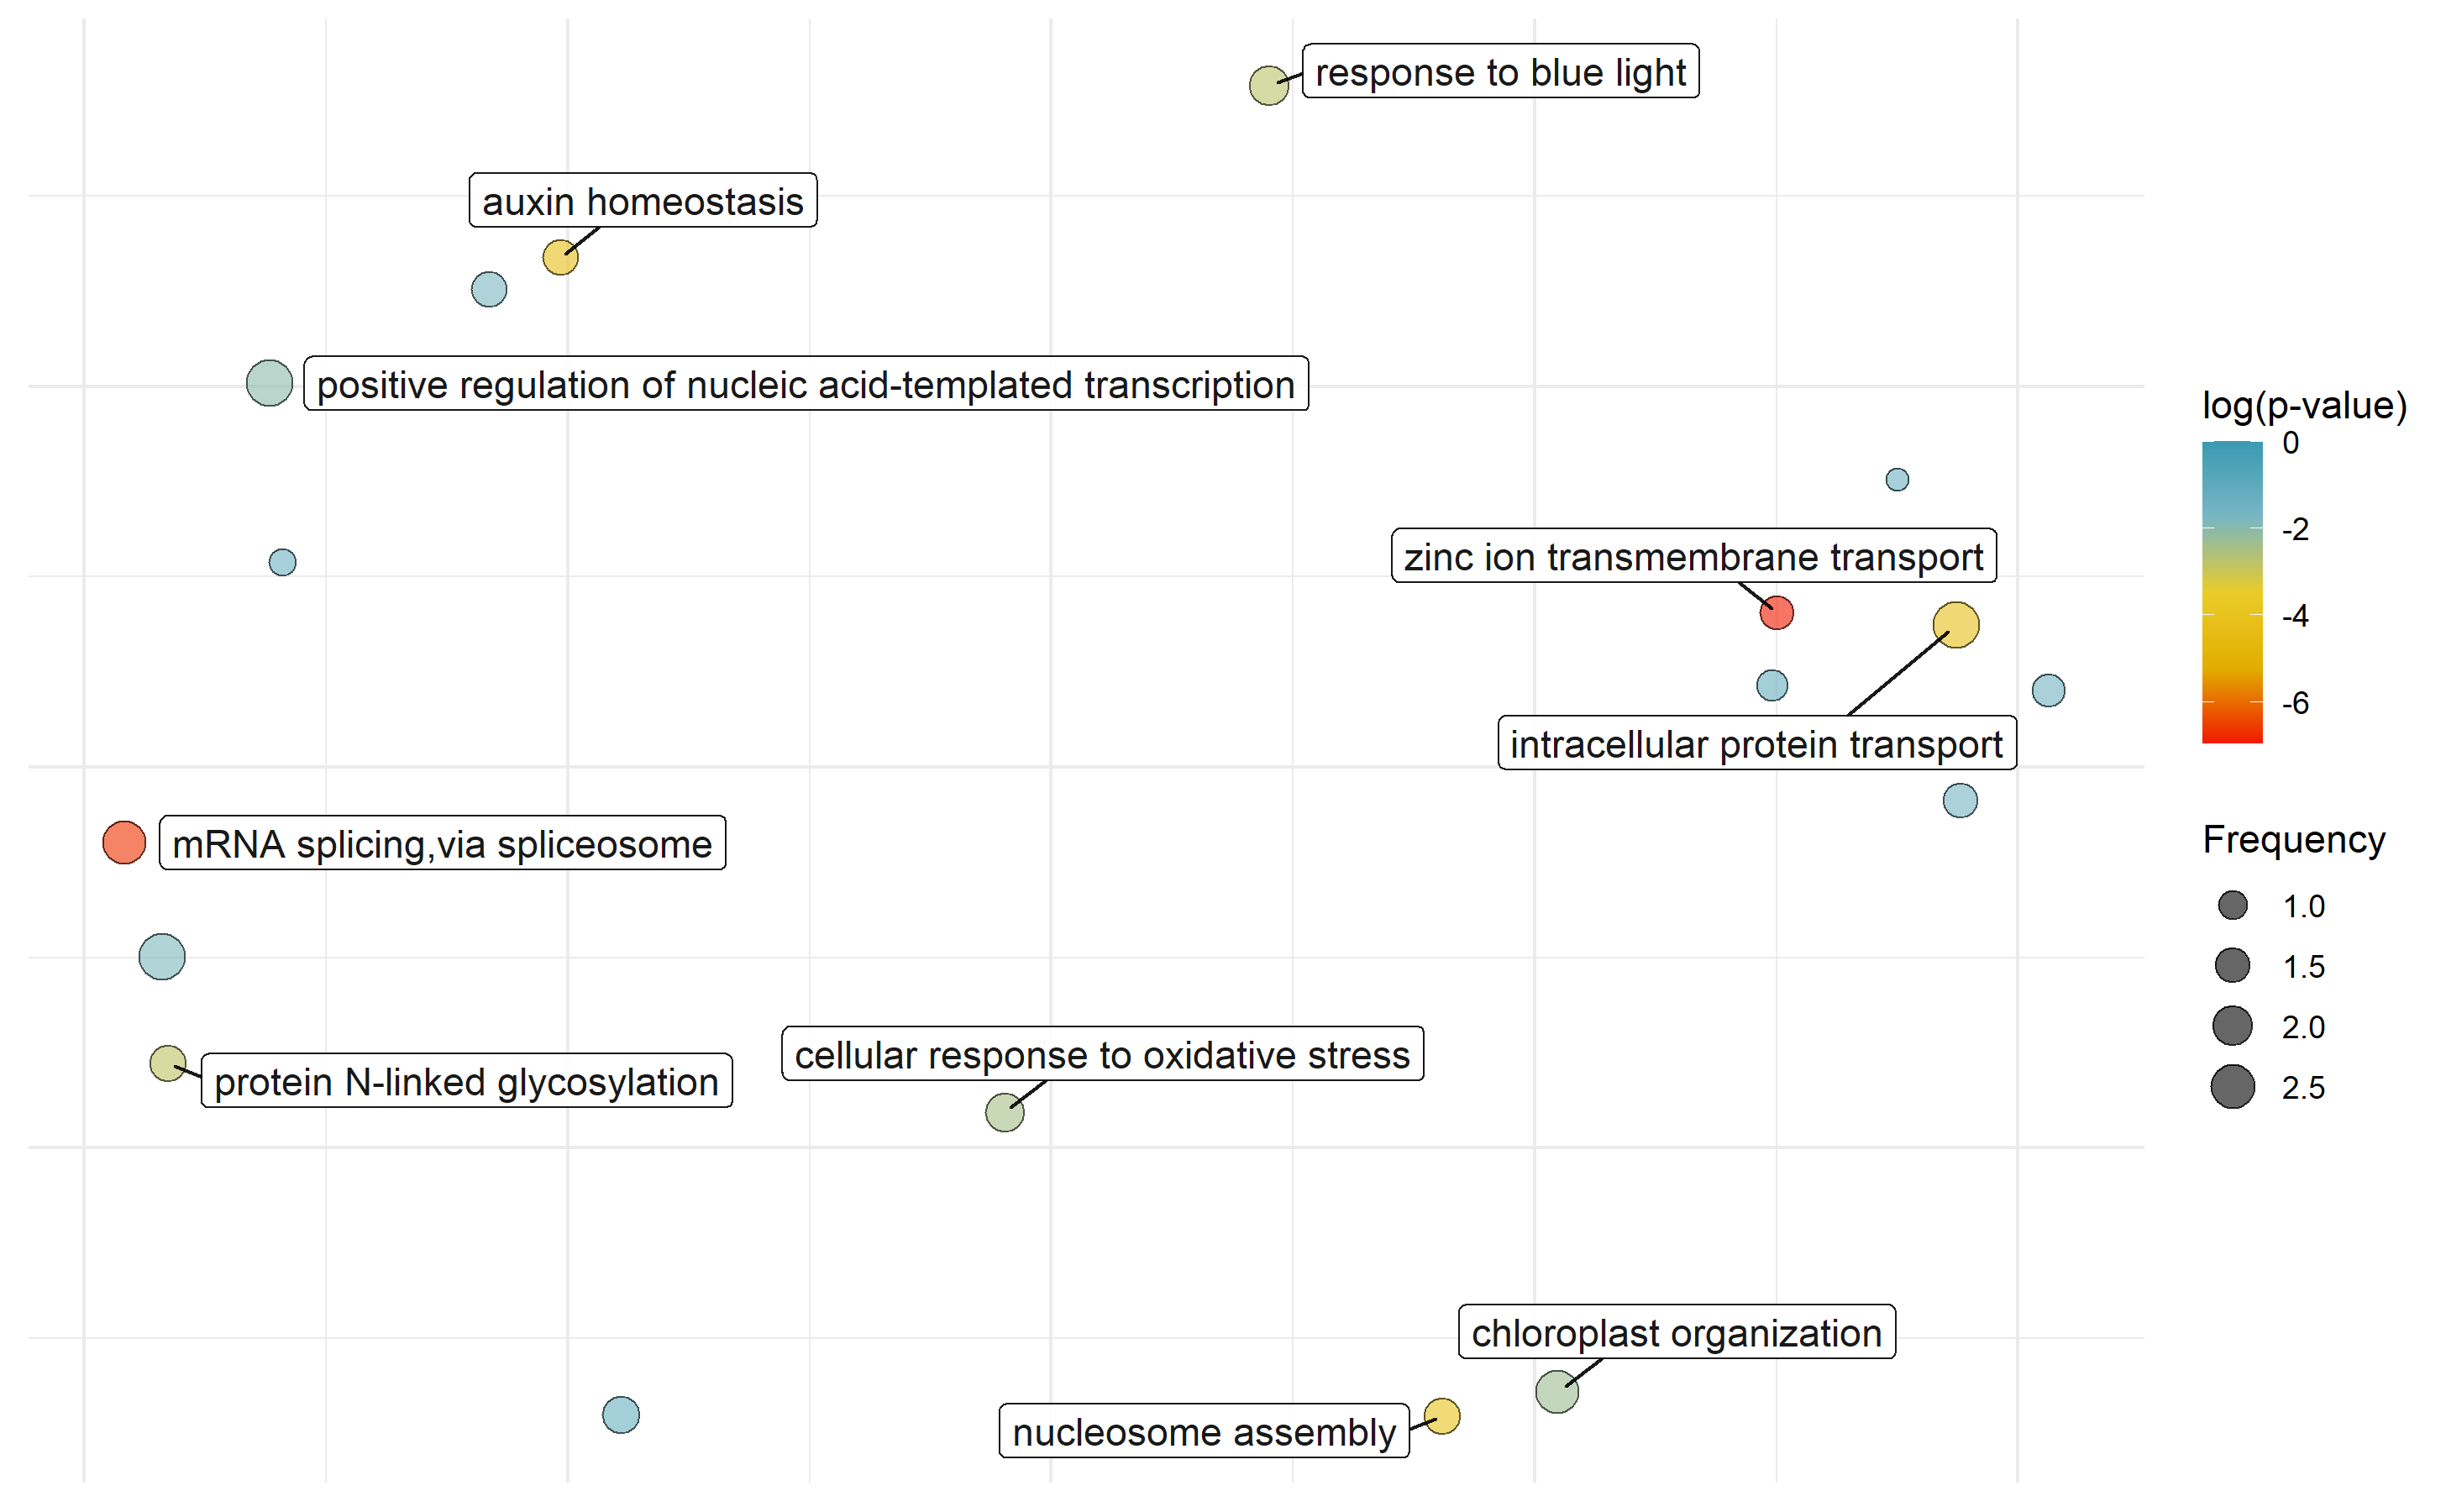 response to blue light
auxin homeostasis
positive regulation of nucleic acid-templated transcription
zinc ion transmembrane transport
intracellular protein transport
mRNA splicing,via spliceosome
cellular response to oxidative stress
protein N-linked glycosylation
chloroplast organization
nucleosome assembly
log(p-value)
0
-2
-4
-6
Frequency
1.0
1.5
2.0
2.5